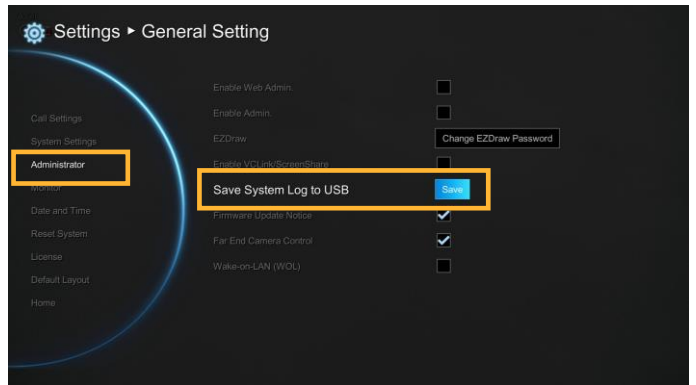 Settings ▸ General Setting
Enable Web Admin.
Call Settings
Enable Admin.
System Settings
EZDraw
Change EZDraw Password
Administrator
Enable VCLink/ScreenShare
Monitor
Save System Log to USB
Save
Date and Time
Firmware Update Notice
Reset System
Far End Camera Control
License
Wake-on-LAN (WOL)
Default Layout
Home